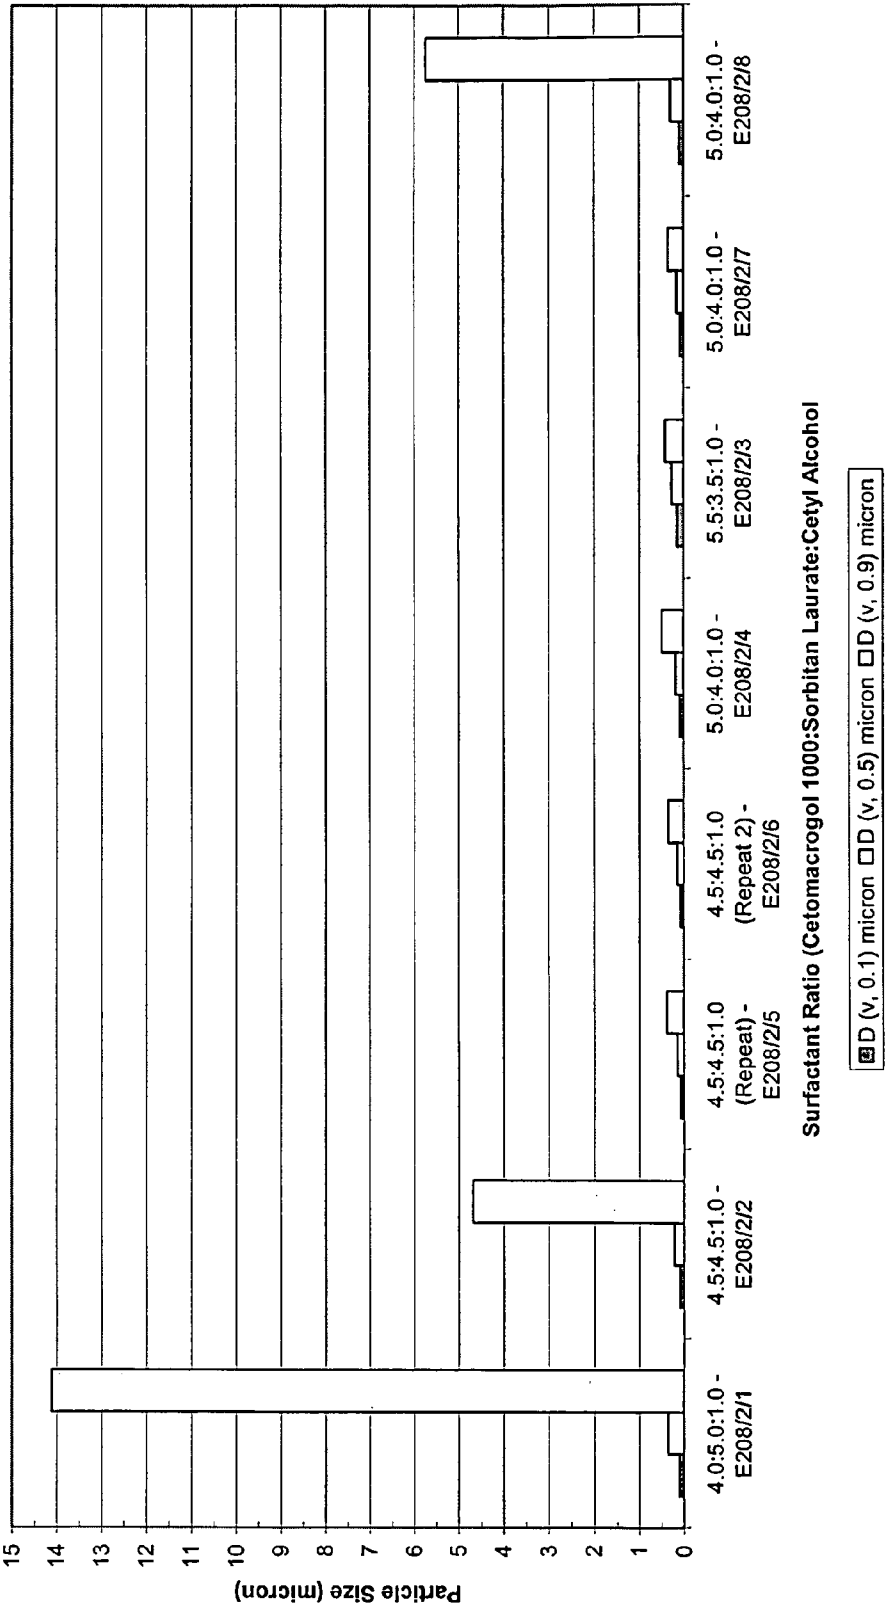 Particle Size (micron)
15
14
13
12
11
10
9
8
7
6
5
4
3
2
1
0
4.0:5.0:1.0 -
E208/2/1
4.5:4.5:1.0 -
E208/2/2
4.5:4.5:1.0
(Repeat) -
E208/2/5
4.5:4.5:1.0
(Repeat 2) -
E208/2/6
5.0:4.0:1.0 -
E208/2/4
5.5:3.5:1.0 -
E208/2/3
5.0:4.0:1.0 -
E208/2/7
5.0:4.0:1.0 -
E208/2/8
Surfactant Ratio (Cetomacrogol 1000:Sorbitan Laurate:Cetyl Alcohol
D (v, 0.1) micron D (v, 0.5) micron D (v, 0.9) micron